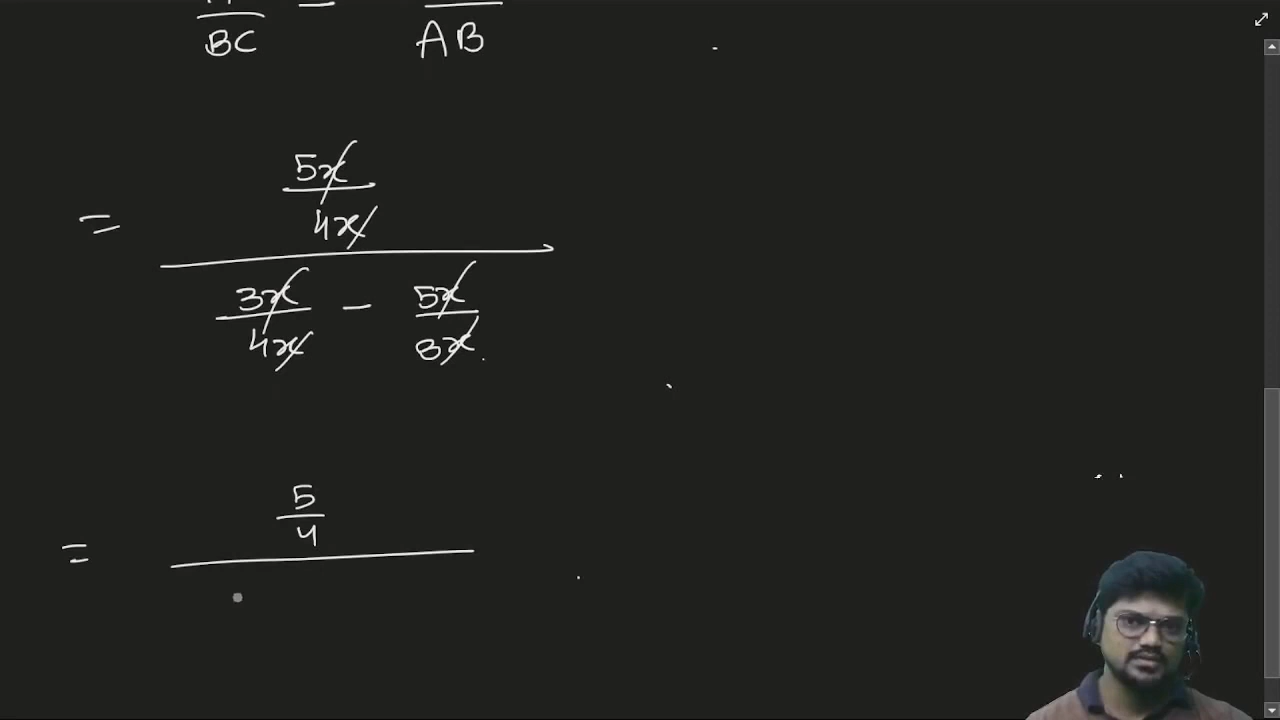 BC - AB
= 5x
4x
3x - 5x
4x 3x
= 5
4